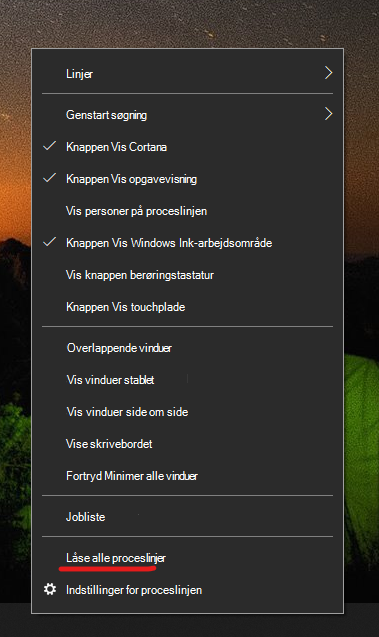 Linjer
Genstart søgning
Knappen Vis Cortana
Knappen Vis opgavevisning
Vis personer på proceslinjen
Knappen Vis Windows Ink-arbejdsområde
Vis knappen berøringstastatur
Knappen Vis touchplade
Overlappende vinduer
Vis vinduer stablet
Vis vinduer side om side
Vise skrivebordet
Fortryd Minimer alle vinduer
Jobliste
Låse alle proceslinjer
Indstillinger for proceslinjen